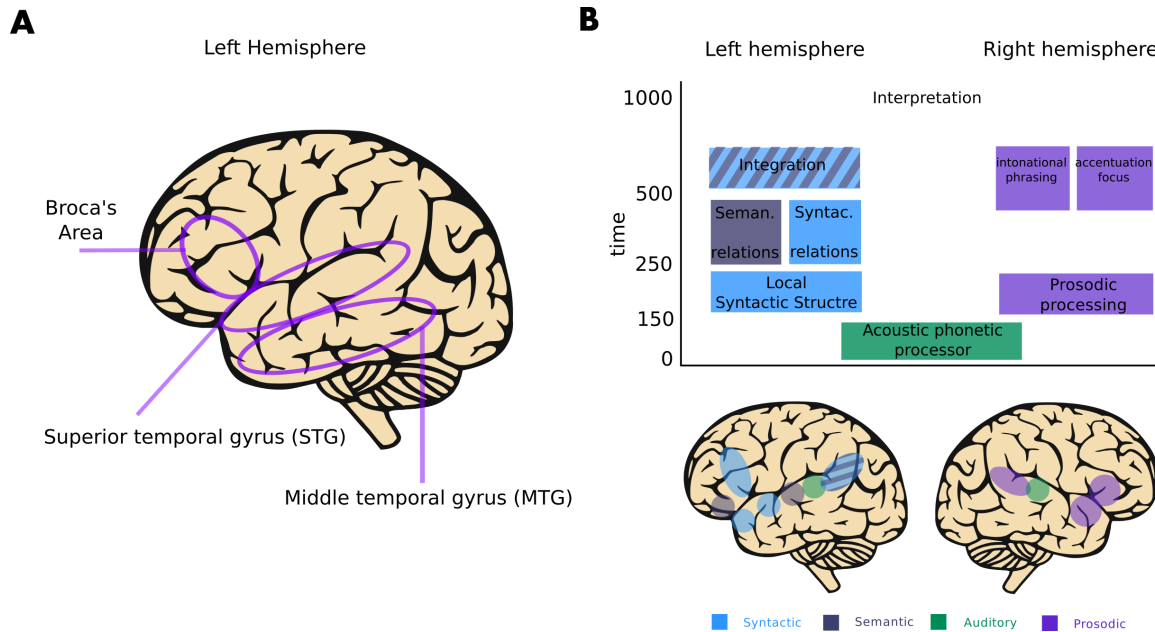 A
Left Hemisphere
Broca's
Area
Superior temporal gyrus (STG)
Middle temporal gyrus (MTG)
B
Left hemisphere
Right hemisphere
1000
Interpretation
Integration
intonational
phrasing
accentuation
focus
500
Seman.
relations
Syntac.
relations
time
250
Local
Syntactic Structre
Prosodic
processing
150
Acoustic phonetic
processor
0
Syntactic
Semantic
Auditory
Prosodic